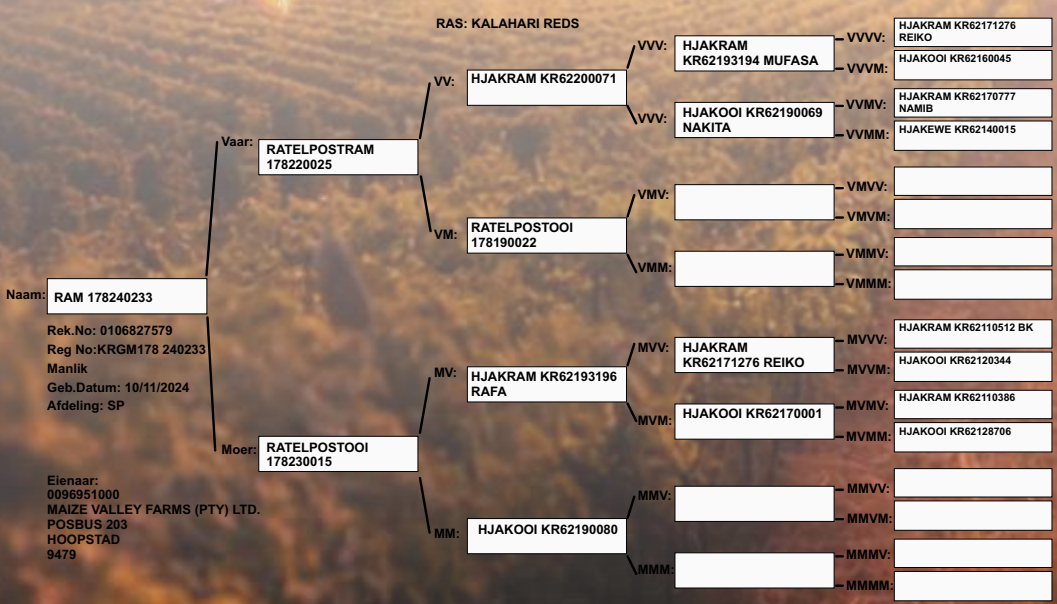 RAS: KALAHARI REDS
Naam: RAM 178240233
Rek.No: 0106827579
Reg No:KRGM178 240233
Manlik
Geb.Datum: 10/11/2024
Afdeling: SP
Eienaar:
0096951000
MAIZE VALLEY FARMS (PTY) LTD.
POSBUS 203
HOOPSTAD
9479
Vaar: RATELPOSTRAM
178220025
Moer: RATELPOSTOOI
178230015
VV: HJAKRAM KR62200071
VM: RATELPOSTOOI
178190022
MV: HJAKRAM KR62193196
RAFA
MM: HJAKOOI KR62190080
VVV: HJAKRAM
KR62193194 MUFASA
VVV: HJAKOOI KR62190069
NAKITA
VMV:
VMM:
MVV: HJAKRAM
KR62171276 REIKO
MVM: HJAKOOI KR62170001
MMV:
MMM:
VVVV: HJAKRAM KR62171276
REIKO
VVVM: HJAKOOI KR62160045
VVMV: HJAKRAM KR62170777
NAMIB
VVMM: HJAKEWE KR62140015
VMVV:
VMVM:
VMMV:
VMMM:
MVVV: HJAKRAM KR62110512 BK
MVVM: HJAKOOI KR62120344
MVMV: HJAKRAM KR62110386
MVMM: HJAKOOI KR62128706
MMVV:
MMVM:
MMMV:
MMMM: